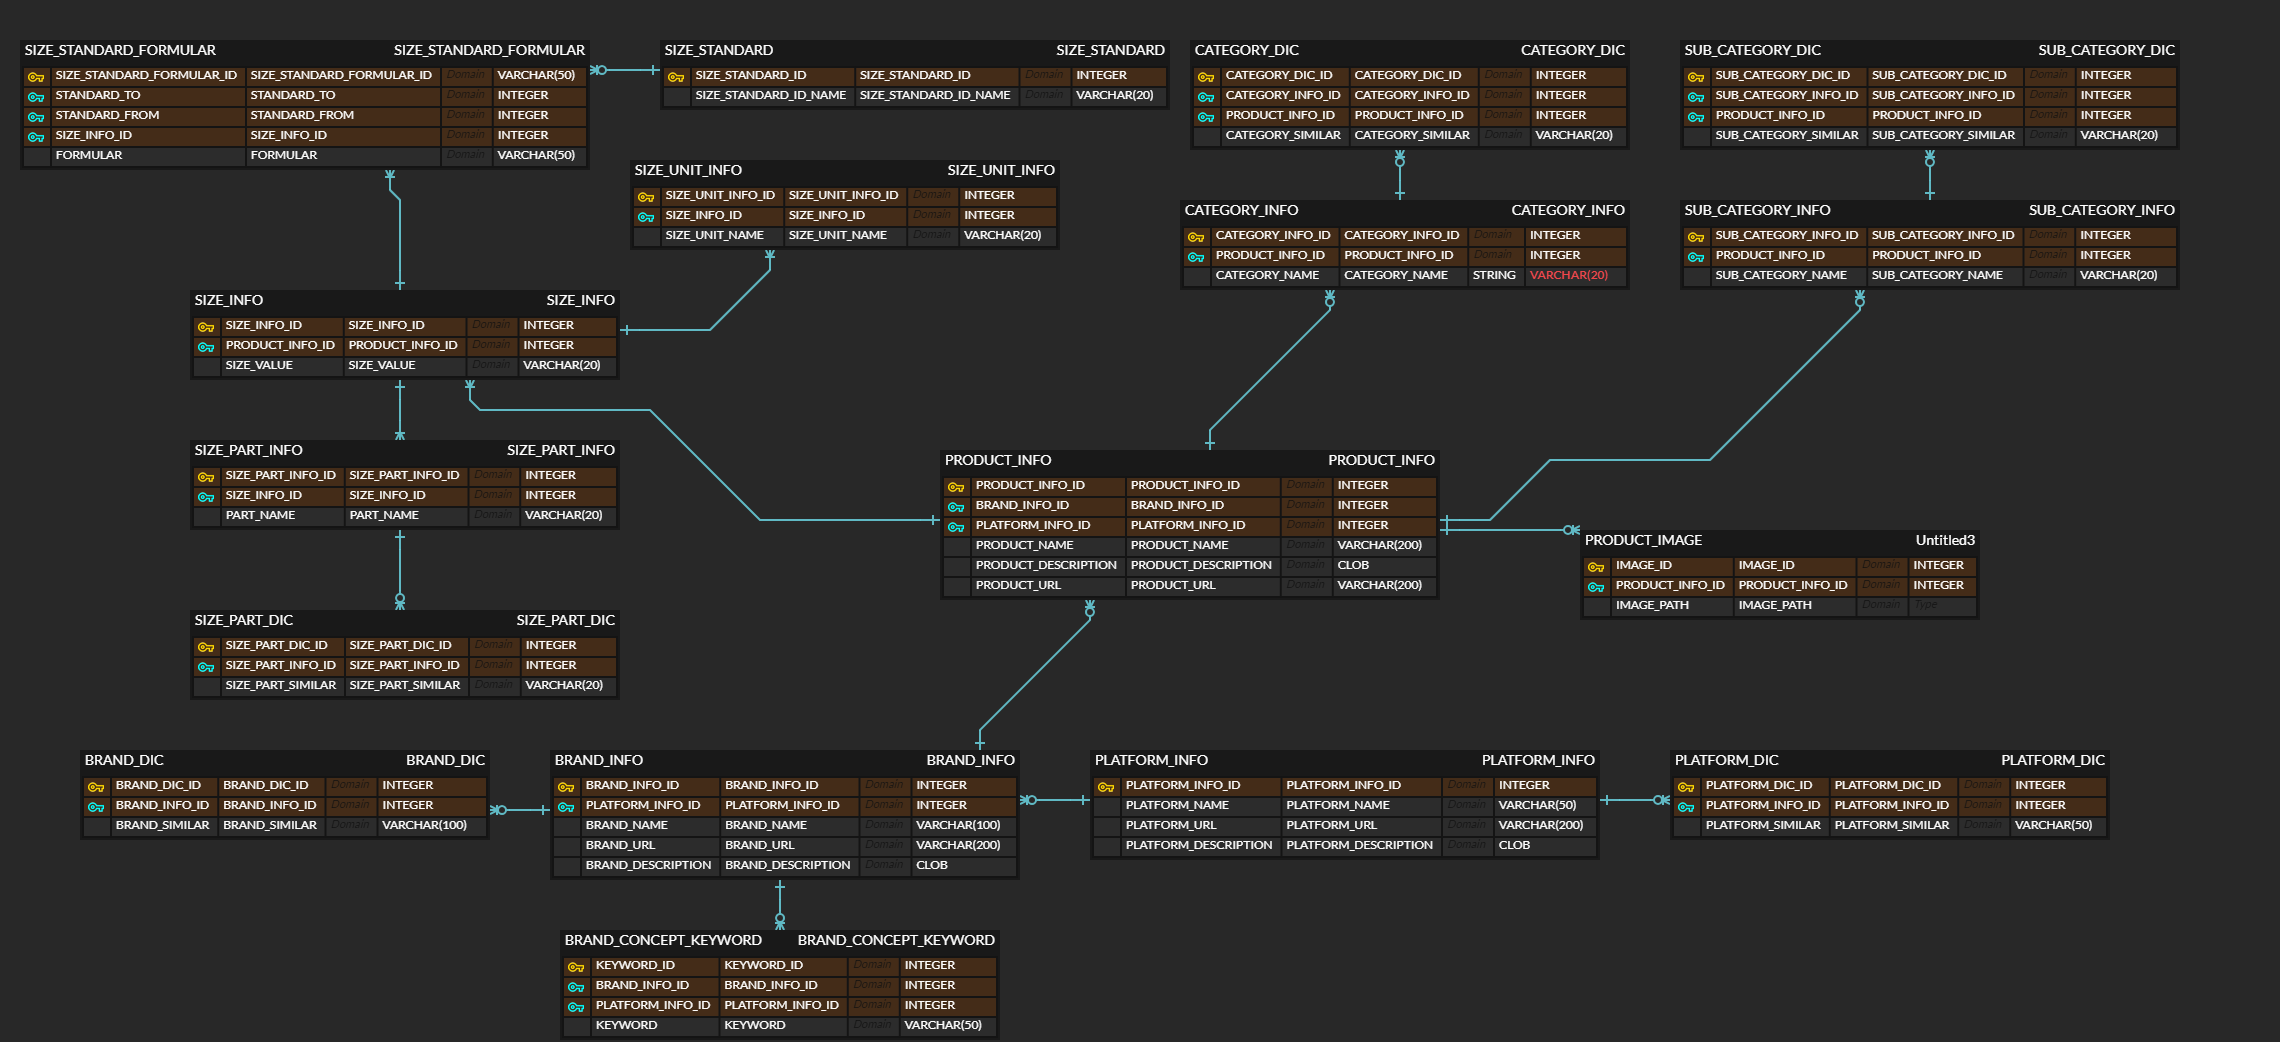 SIZE_STANDARD_FORMULAR SIZE_STANDARD_FORMULAR
SIZE_STANDARD_FORMULAR_ID SIZE_STANDARD_FORMULAR_ID Domain VARCHAR(50)
STANDARD_TO STANDARD_TO Domain INTEGER
STANDARD_FROM STANDARD_FROM Domain INTEGER
SIZE_INFO_ID SIZE_INFO_ID Domain INTEGER
FORMULAR FORMULAR Domain VARCHAR(50)
SIZE_STANDARD SIZE_STANDARD
SIZE_STANDARD_ID SIZE_STANDARD_ID Domain INTEGER
SIZE_STANDARD_ID_NAME SIZE_STANDARD_ID_NAME Domain VARCHAR(20)
CATEGORY_DIC CATEGORY_DIC
CATEGORY_DIC_ID CATEGORY_DIC_ID Domain INTEGER
CATEGORY_INFO_ID CATEGORY_INFO_ID Domain INTEGER
PRODUCT_INFO_ID PRODUCT_INFO_ID Domain INTEGER
CATEGORY_SIMILAR CATEGORY_SIMILAR Domain VARCHAR(20)
SUB_CATEGORY_DIC SUB_CATEGORY_DIC
SUB_CATEGORY_DIC_ID SUB_CATEGORY_DIC_ID Domain INTEGER
SUB_CATEGORY_INFO_ID SUB_CATEGORY_INFO_ID Domain INTEGER
PRODUCT_INFO_ID PRODUCT_INFO_ID Domain INTEGER
SUB_CATEGORY_SIMILAR SUB_CATEGORY_SIMILAR Domain VARCHAR(20)
SIZE_UNIT_INFO SIZE_UNIT_INFO
SIZE_UNIT_INFO_ID SIZE_UNIT_INFO_ID Domain INTEGER
SIZE_INFO_ID SIZE_INFO_ID Domain INTEGER
SIZE_UNIT_NAME SIZE_UNIT_NAME Domain VARCHAR(20)
CATEGORY_INFO CATEGORY_INFO
CATEGORY_INFO_ID CATEGORY_INFO_ID Domain INTEGER
PRODUCT_INFO_ID PRODUCT_INFO_ID Domain INTEGER
CATEGORY_NAME CATEGORY_NAME STRING VARCHAR(20)
SUB_CATEGORY_INFO SUB_CATEGORY_INFO
SUB_CATEGORY_INFO_ID SUB_CATEGORY_INFO_ID Domain INTEGER
PRODUCT_INFO_ID PRODUCT_INFO_ID Domain INTEGER
SUB_CATEGORY_NAME SUB_CATEGORY_NAME Domain VARCHAR(20)
SIZE_INFO SIZE_INFO
SIZE_INFO_ID SIZE_INFO_ID Domain INTEGER
PRODUCT_INFO_ID PRODUCT_INFO_ID Domain INTEGER
SIZE_VALUE SIZE_VALUE Domain VARCHAR(20)
SIZE_PART_INFO SIZE_PART_INFO
SIZE_PART_INFO_ID SIZE_PART_INFO_ID Domain INTEGER
SIZE_INFO_ID SIZE_INFO_ID Domain INTEGER
PART_NAME PART_NAME Domain VARCHAR(20)
PRODUCT_INFO PRODUCT_INFO
PRODUCT_INFO_ID PRODUCT_INFO_ID Domain INTEGER
BRAND_INFO_ID BRAND_INFO_ID Domain INTEGER
PLATFORM_INFO_ID PLATFORM_INFO_ID Domain INTEGER
PRODUCT_NAME PRODUCT_NAME Domain VARCHAR(200)
PRODUCT_DESCRIPTION PRODUCT_DESCRIPTION Domain CLOB
PRODUCT_URL PRODUCT_URL Domain VARCHAR(200)
PRODUCT_IMAGE Untitled3
IMAGE_ID IMAGE_ID Domain INTEGER
PRODUCT_INFO_ID PRODUCT_INFO_ID Domain INTEGER
IMAGE_PATH IMAGE_PATH Domain Type
SIZE_PART_DIC SIZE_PART_DIC
SIZE_PART_DIC_ID SIZE_PART_DIC_ID Domain INTEGER
SIZE_PART_INFO_ID SIZE_PART_INFO_ID Domain INTEGER
SIZE_PART_SIMILAR SIZE_PART_SIMILAR Domain VARCHAR(20)
BRAND_DIC BRAND_DIC
BRAND_DIC_ID BRAND_DIC_ID Domain INTEGER
BRAND_INFO_ID BRAND_INFO_ID Domain INTEGER
BRAND_SIMILAR BRAND_SIMILAR Domain VARCHAR(100)
BRAND_INFO BRAND_INFO
BRAND_INFO_ID BRAND_INFO_ID Domain INTEGER
PLATFORM_INFO_ID PLATFORM_INFO_ID Domain INTEGER
BRAND_NAME BRAND_NAME Domain VARCHAR(100)
BRAND_URL BRAND_URL Domain VARCHAR(200)
BRAND_DESCRIPTION BRAND_DESCRIPTION Domain CLOB
PLATFORM_INFO PLATFORM_INFO
PLATFORM_INFO_ID PLATFORM_INFO_ID Domain INTEGER
PLATFORM_NAME PLATFORM_NAME Domain VARCHAR(50)
PLATFORM_URL PLATFORM_URL Domain VARCHAR(200)
PLATFORM_DESCRIPTION PLATFORM_DESCRIPTION Domain CLOB
PLATFORM_DIC PLATFORM_DIC
PLATFORM_DIC_ID PLATFORM_DIC_ID Domain INTEGER
PLATFORM_INFO_ID PLATFORM_INFO_ID Domain INTEGER
PLATFORM_SIMILAR PLATFORM_SIMILAR Domain VARCHAR(50)
BRAND_CONCEPT_KEYWORD BRAND_CONCEPT_KEYWORD
KEYWORD_ID KEYWORD_ID Domain INTEGER
BRAND_INFO_ID BRAND_INFO_ID Domain INTEGER
PLATFORM_INFO_ID PLATFORM_INFO_ID Domain INTEGER
KEYWORD KEYWORD Domain VARCHAR(50)